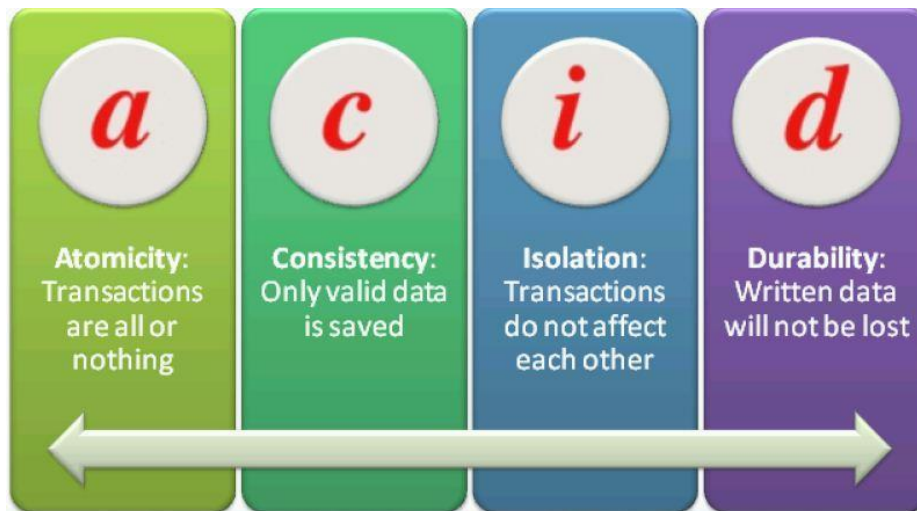 a
c
i
d
Atomicity:
Transactions
are all or
nothing
Consistency:
Only valid data
is saved
Isolation:
Transactions
do not affect
each other
Durability:
Written data
will not be lost